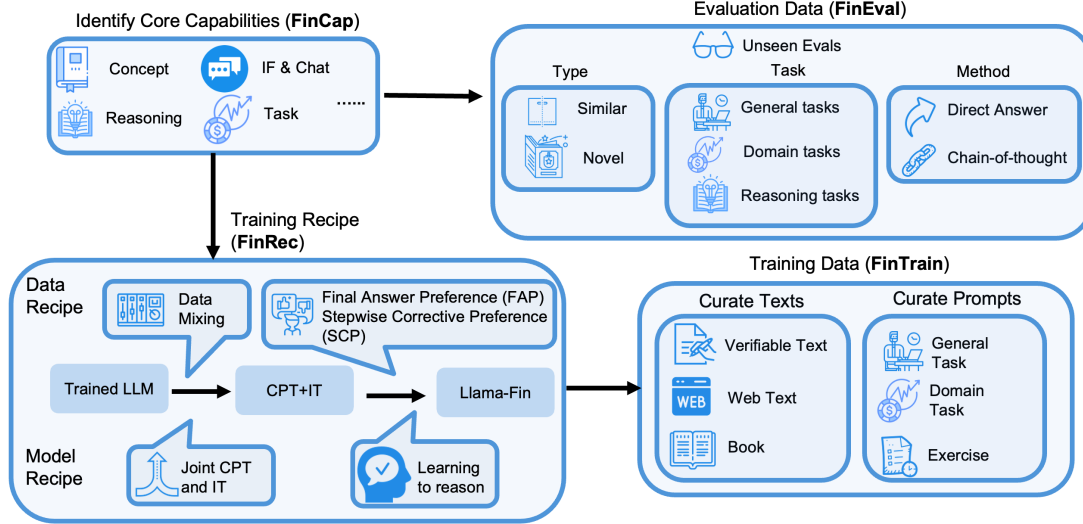 Identify Core Capabilities (FinCap)
Concept
IF & Chat
Reasoning
Task
......
Evaluation Data (FinEval)
Unseen Evals
Type
Task
Method
Similar
Novel
General tasks
Domain tasks
Reasoning tasks
Direct Answer
Chain-of-thought
Training Recipe
(FinRec)
Data
Recipe
Data
Mixing
Final Answer Preference (FAP)
Stepwise Corrective Preference
(SCP)
Trained LLM
CPT+IT
Llama-Fin
Model
Recipe
Joint CPT
and IT
Learning
to reason
Training Data (FinTrain)
Curate Texts
Curate Prompts
Verifiable Text
WEB
Web Text
Book
General
Task
Domain
Task
Exercise